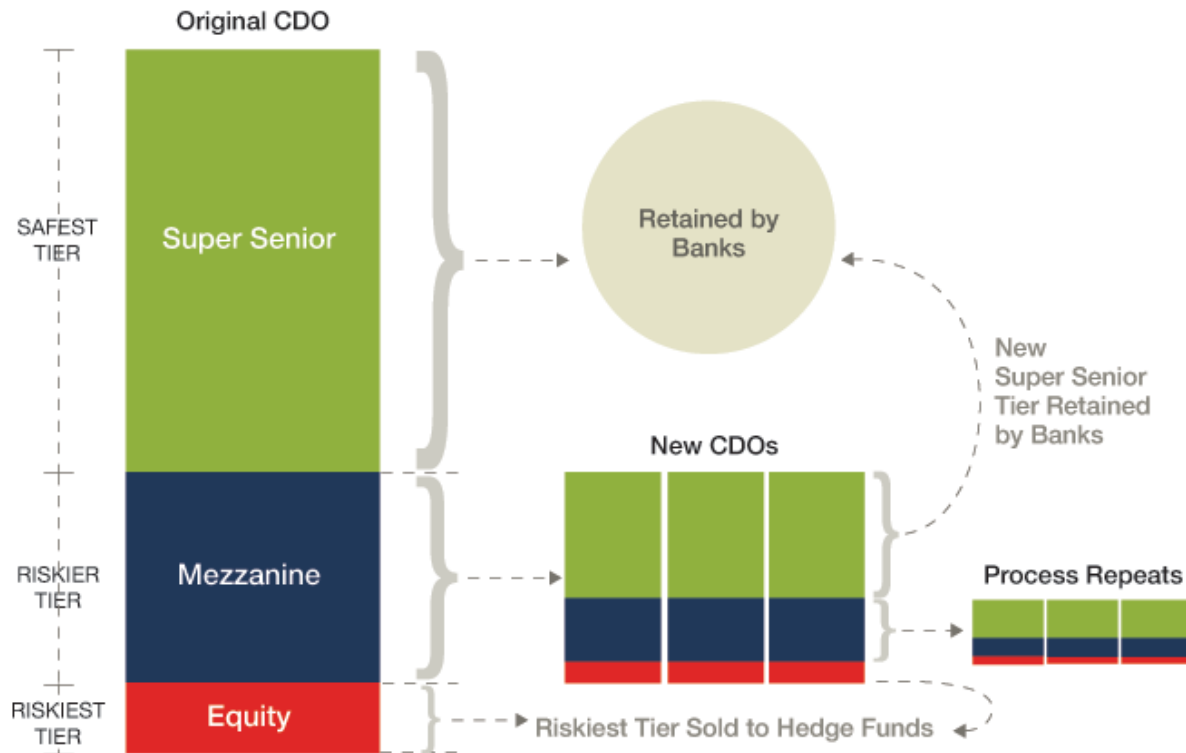 Original CDO
SAFEST
TIER
Super Senior
Retained by
Banks
New
Super Senior
Tier Retained
by Banks
New CDOs
RISKIER
TIER
Mezzanine
Process Repeats
RISKIEST
TIER
Equity
Riskiest Tier Sold to Hedge Funds